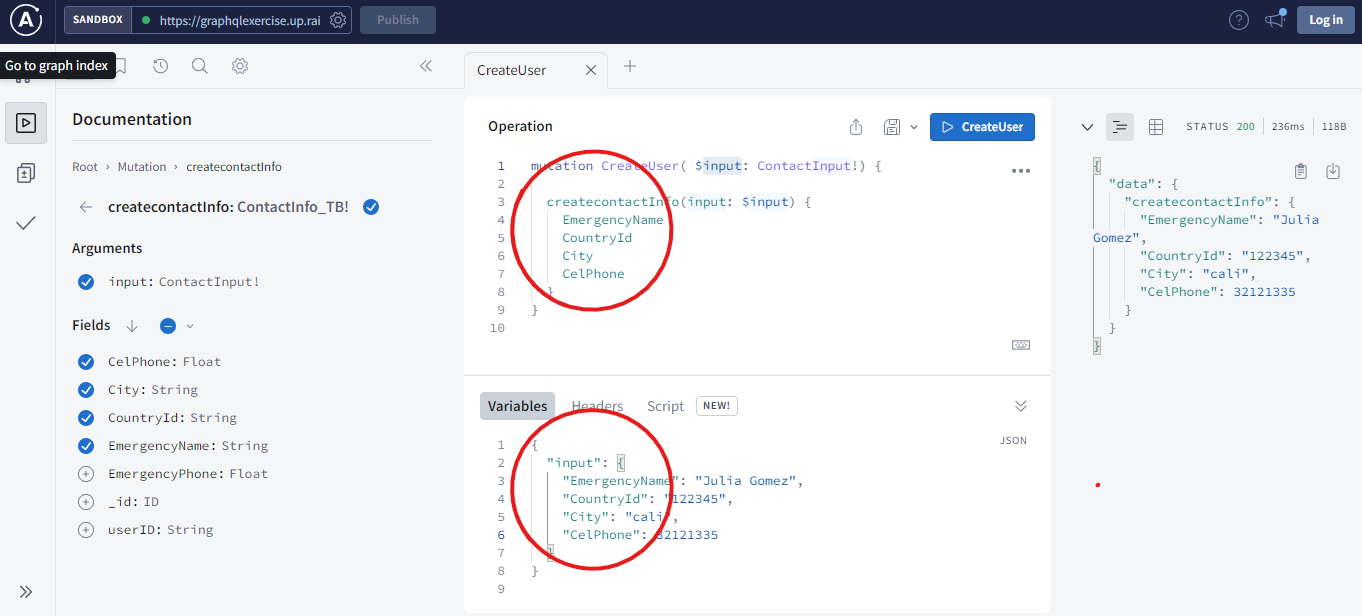 SANDBOX
https://graphqlexercise.up.rai
Publish
Log in
Go to graph index
CreateUser
Documentation
Root > Mutation > createcontactInfo
createcontactInfo: ContactInfo_TB!
Arguments
input: ContactInput!
Fields
CelPhone: Float
City: String
CountryId: String
EmergencyName: String
EmergencyPhone: Float
_id: ID
userID: String
Operation
CreateUser
1 mutation CreateUser( $input: ContactInput!) {
2
3 createcontactInfo(input: $input) {
4 EmergencyName
5 CountryId
6 City
7 CelPhone
8 }
9 }
10
Variables Headers Script NEW!
JSON
1 {
2 "input": {
3 "EmergencyName": "Julia Gomez",
4 "CountryId": "122345",
5 "City": "cali",
6 "CelPhone": 32121335
7 }
8 }
9
STATUS 200 236ms 118B
{
"data": {
"createcontactInfo": {
"EmergencyName": "Julia
Gomez",
"CountryId": "122345",
"City": "cali",
"CelPhone": 32121335
}
}
}